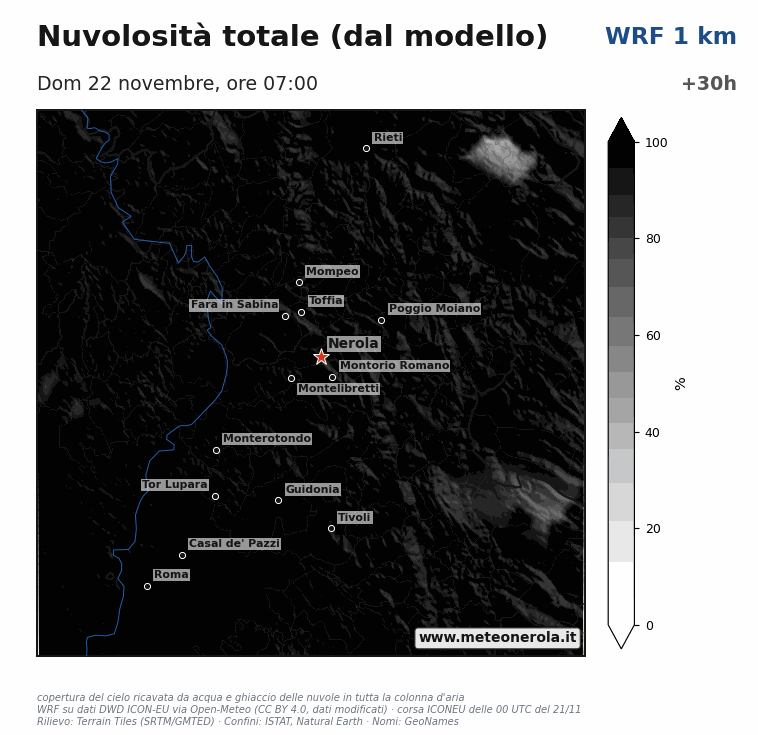 Nuvolosità totale (dal modello)
WRF 1 km
Dom 22 novembre, ore 07:00
+30h
Rieti
Mompeo
Toffia
Fara in Sabina
Poggio Moiano
Nerola
Montorio Romano
Montelibretti
Monterotondo
Tor Lupara
Guidonia
Tivoli
Casal de' Pazzi
Roma
www.meteonerola.it
100
80
60
40
20
0
%
copertura del cielo ricavata da acqua e ghiaccio delle nuvole in tutta la colonna d'aria
WRF su dati DWD ICON-EU via Open-Meteo (CC BY 4.0, dati modificati) · corsa ICONEU delle 00 UTC del 21/11
Rilievo: Terrain Tiles (SRTM/GMTED) · Confini: ISTAT, Natural Earth · Nomi: GeoNames